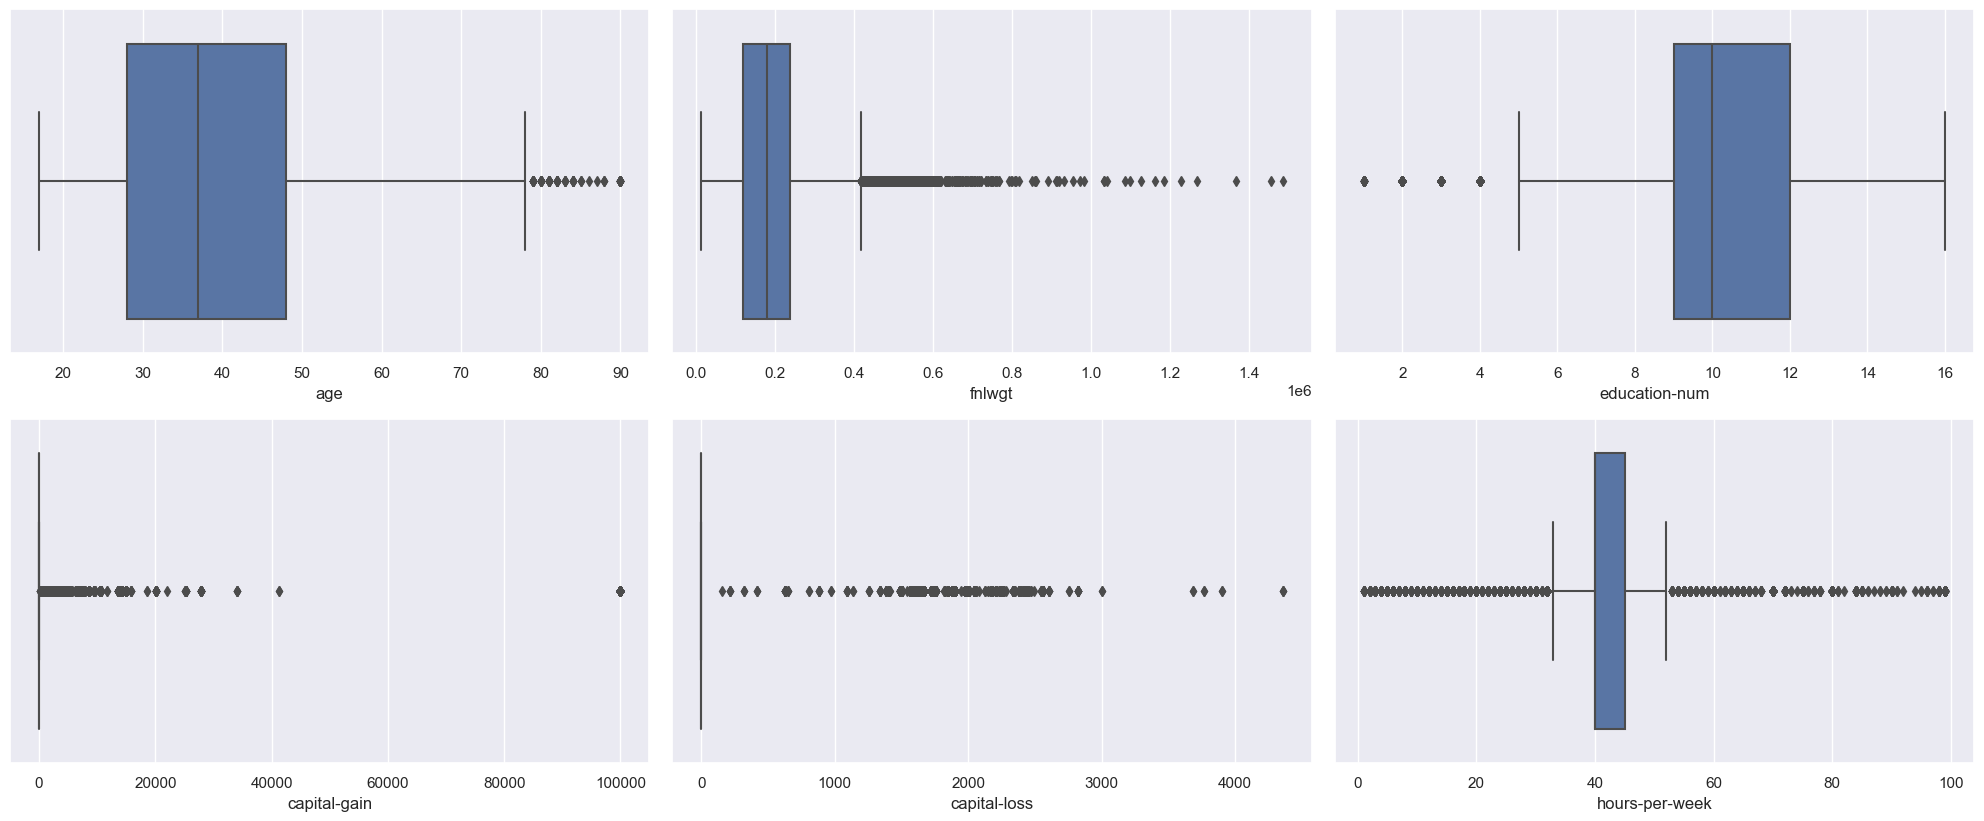 20 30 40 50 60 70 80 90
age
0.0 0.2 0.4 0.6 0.8 1.0 1.2 1.4
1e6
fnlwgt
2 4 6 8 10 12 14 16
education-num
0 20000 40000 60000 80000 100000
capital-gain
0 1000 2000 3000 4000
capital-loss
0 20 40 60 80 100
hours-per-week